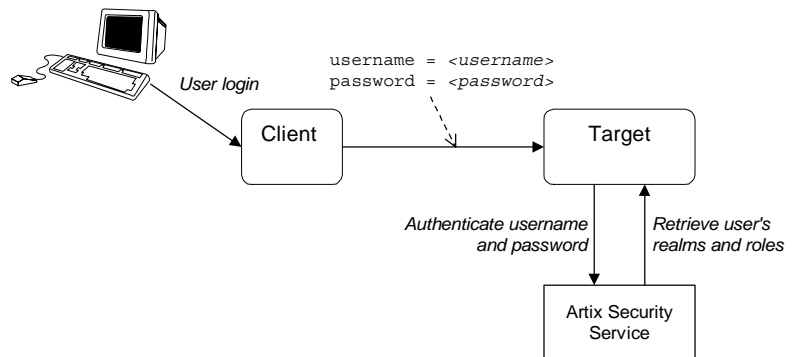 User login
username = <username>
password = <password>
Client
Target
Authenticate username
and password
Retrieve user's
realms and roles
Artix Security
Service